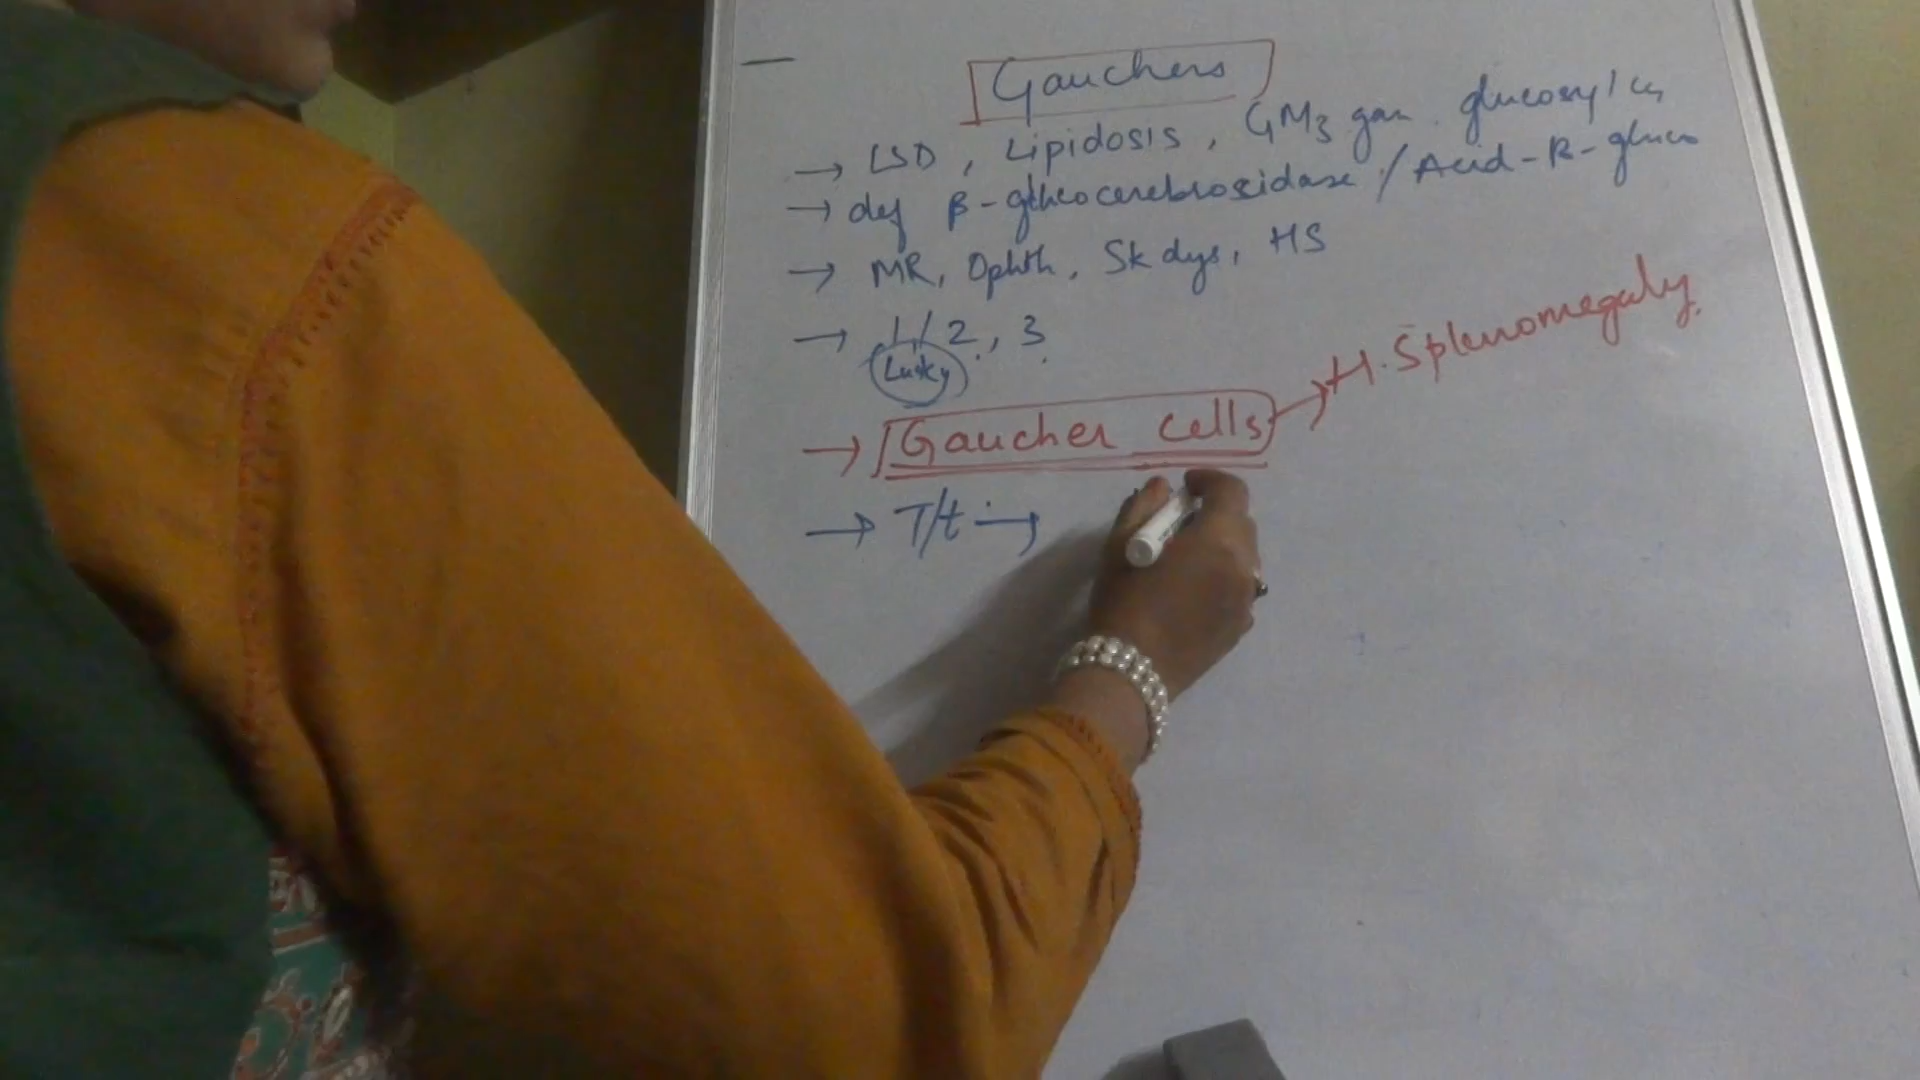 Gauchers
→ LSD, Lipidosis, GM3 gan. glucosyl
→ def β-glucocerebrosidase / Acid-β-gluco
→ MR, Ophth, Sk dys, HS
→ 1/2, 3
Lucky
→ Gaucher cells → H.Splenomegaly
→ T/t →